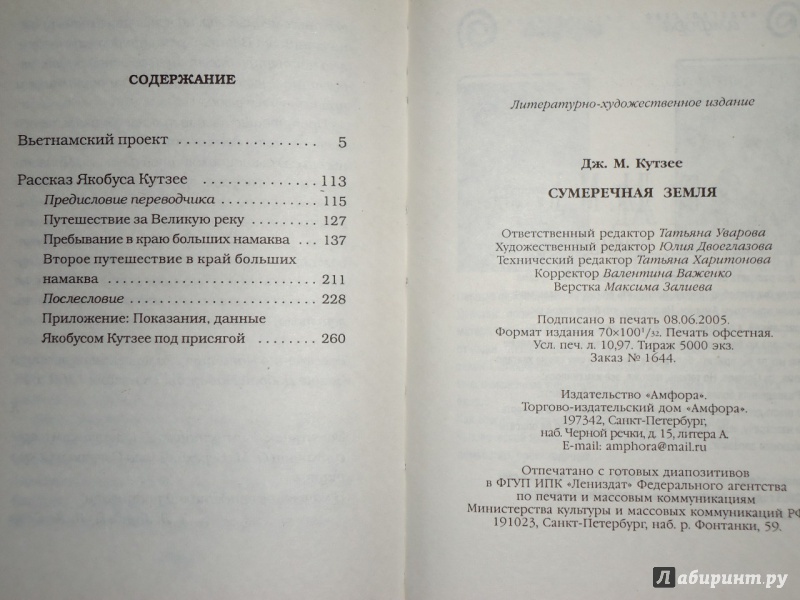 СОДЕРЖАНИЕ
Вьетнамский проект . . . . . . . . . . . . . . . . . 5
Рассказ Якобуса Кутзее . . . . . . . . . . . . . . 113
Предисловие переводчика . . . . . . . . . . . . . 115
Путешествие за Великую реку . . . . . . . . . 127
Пребывание в краю больших намаква . . . 137
Второе путешествие в край больших
намаква . . . . . . . . . . . . . . . . . . . . . . . . . . 211
Послесловие . . . . . . . . . . . . . . . . . . . . . . . 228
Приложение: Показания, данные
Якобусом Кутзее под присягой . . . . . . . . 260
Литературно-художественное издание
Дж. М. Кутзее
СУМЕРЕЧНАЯ ЗЕМЛЯ
Ответственный редактор Татьяна Уварова
Художественный редактор Юлия Двоеглазова
Технический редактор Татьяна Харитонова
Корректор Валентина Важенко
Верстка Максима Залиева
Подписано в печать 08.06.2005.
Формат издания 70×100 1/32. Печать офсетная.
Усл. печ. л. 10,97. Тираж 5000 экз.
Заказ № 1644.
Издательство «Амфора».
Торгово-издательский дом «Амфора».
197342, Санкт-Петербург,
наб. Черной речки, д. 15, литера А.
E-mail: amphora@mail.ru
Отпечатано с готовых диапозитивов
в ФГУП ИПК «Лениздат» Федерального агентства
по печати и массовым коммуникациям
Министерства культуры и массовых коммуникаций РФ
191023, Санкт-Петербург, наб. р. Фонтанки, 59.
Лабиринт.ру